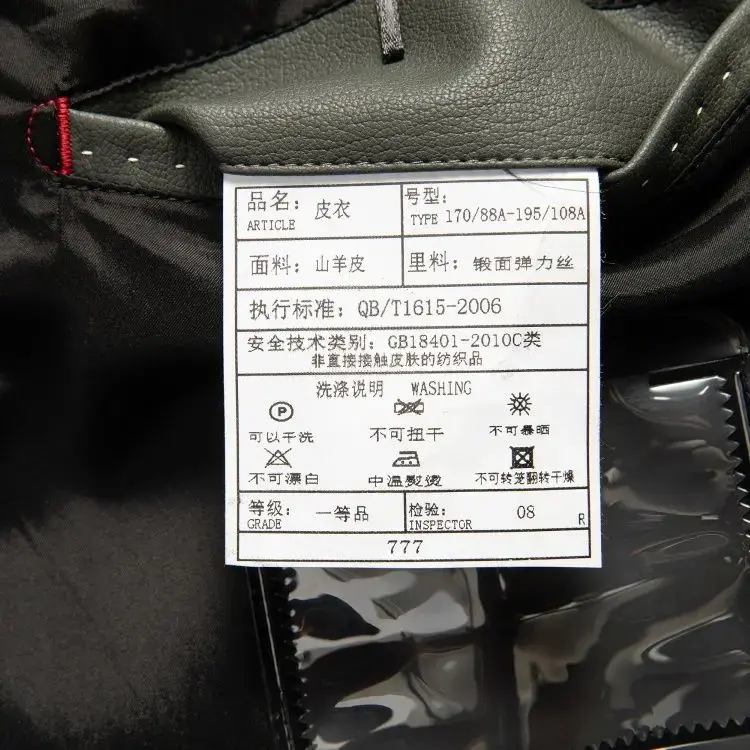 品名：皮衣
ARTICLE
号型：
TYPE 170/88A-195/108A
面料：山羊皮
里料：锻面弹力丝
执行标准：QB/T1615-2006
安全技术类别：GB18401-2010C类
非直接接触皮肤的纺织品
洗涤说明 WASHING
P
可以干洗
不可扭干
不可暴晒
不可漂白
中温熨烫
不可转笼翻转干燥
等级：一等品
GRADE
检验：08
INSPECTOR R
777